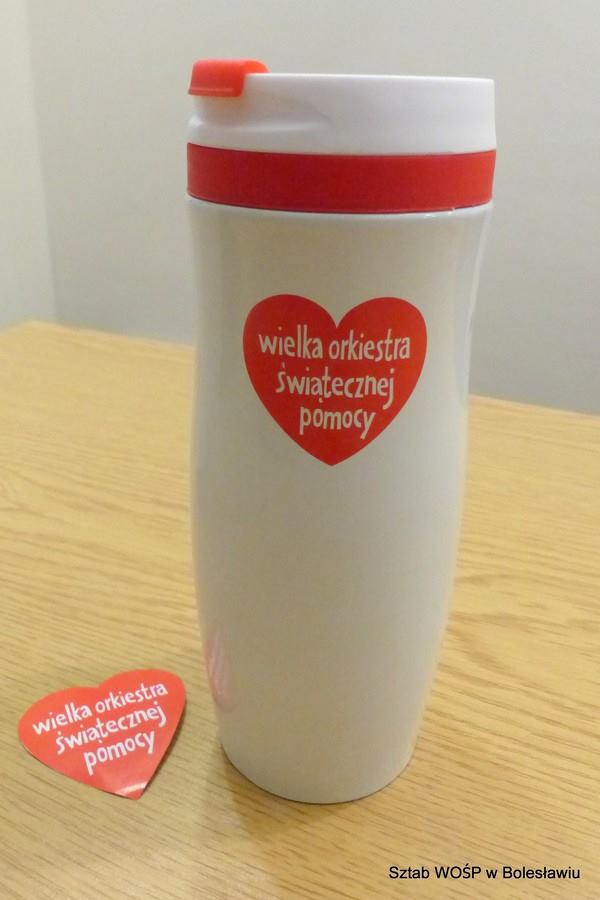 wielka orkiestra
świątecznej
pomocy
wielka orkiestra
świątecznej
pomocy
Sztab WOŚP w Bolesławiu